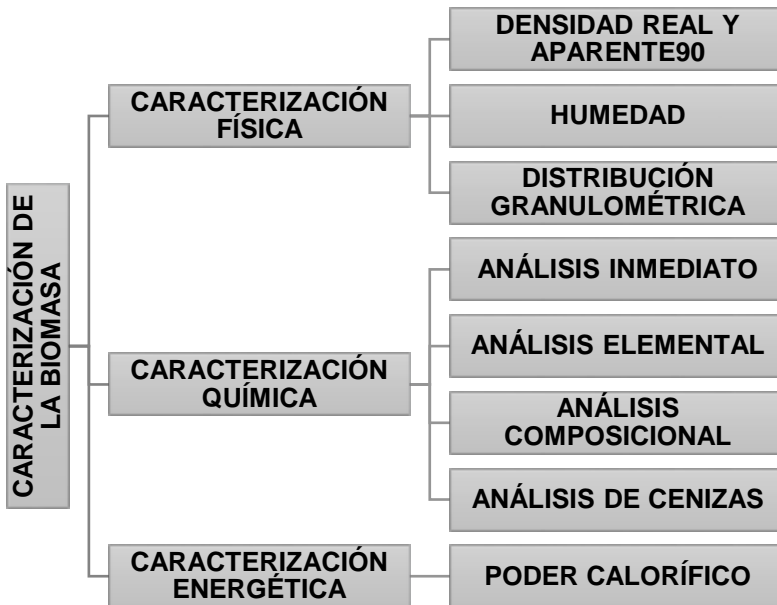 CARACTERIZACIÓN DE
LA BIOMASA
CARACTERIZACIÓN
FÍSICA
DENSIDAD REAL Y
APARENTE90
HUMEDAD
DISTRIBUCIÓN
GRANULOMÉTRICA
CARACTERIZACIÓN
QUÍMICA
ANÁLISIS INMEDIATO
ANÁLISIS ELEMENTAL
ANÁLISIS
COMPOSICIONAL
ANÁLISIS DE CENIZAS
CARACTERIZACIÓN
ENERGÉTICA
PODER CALORÍFICO